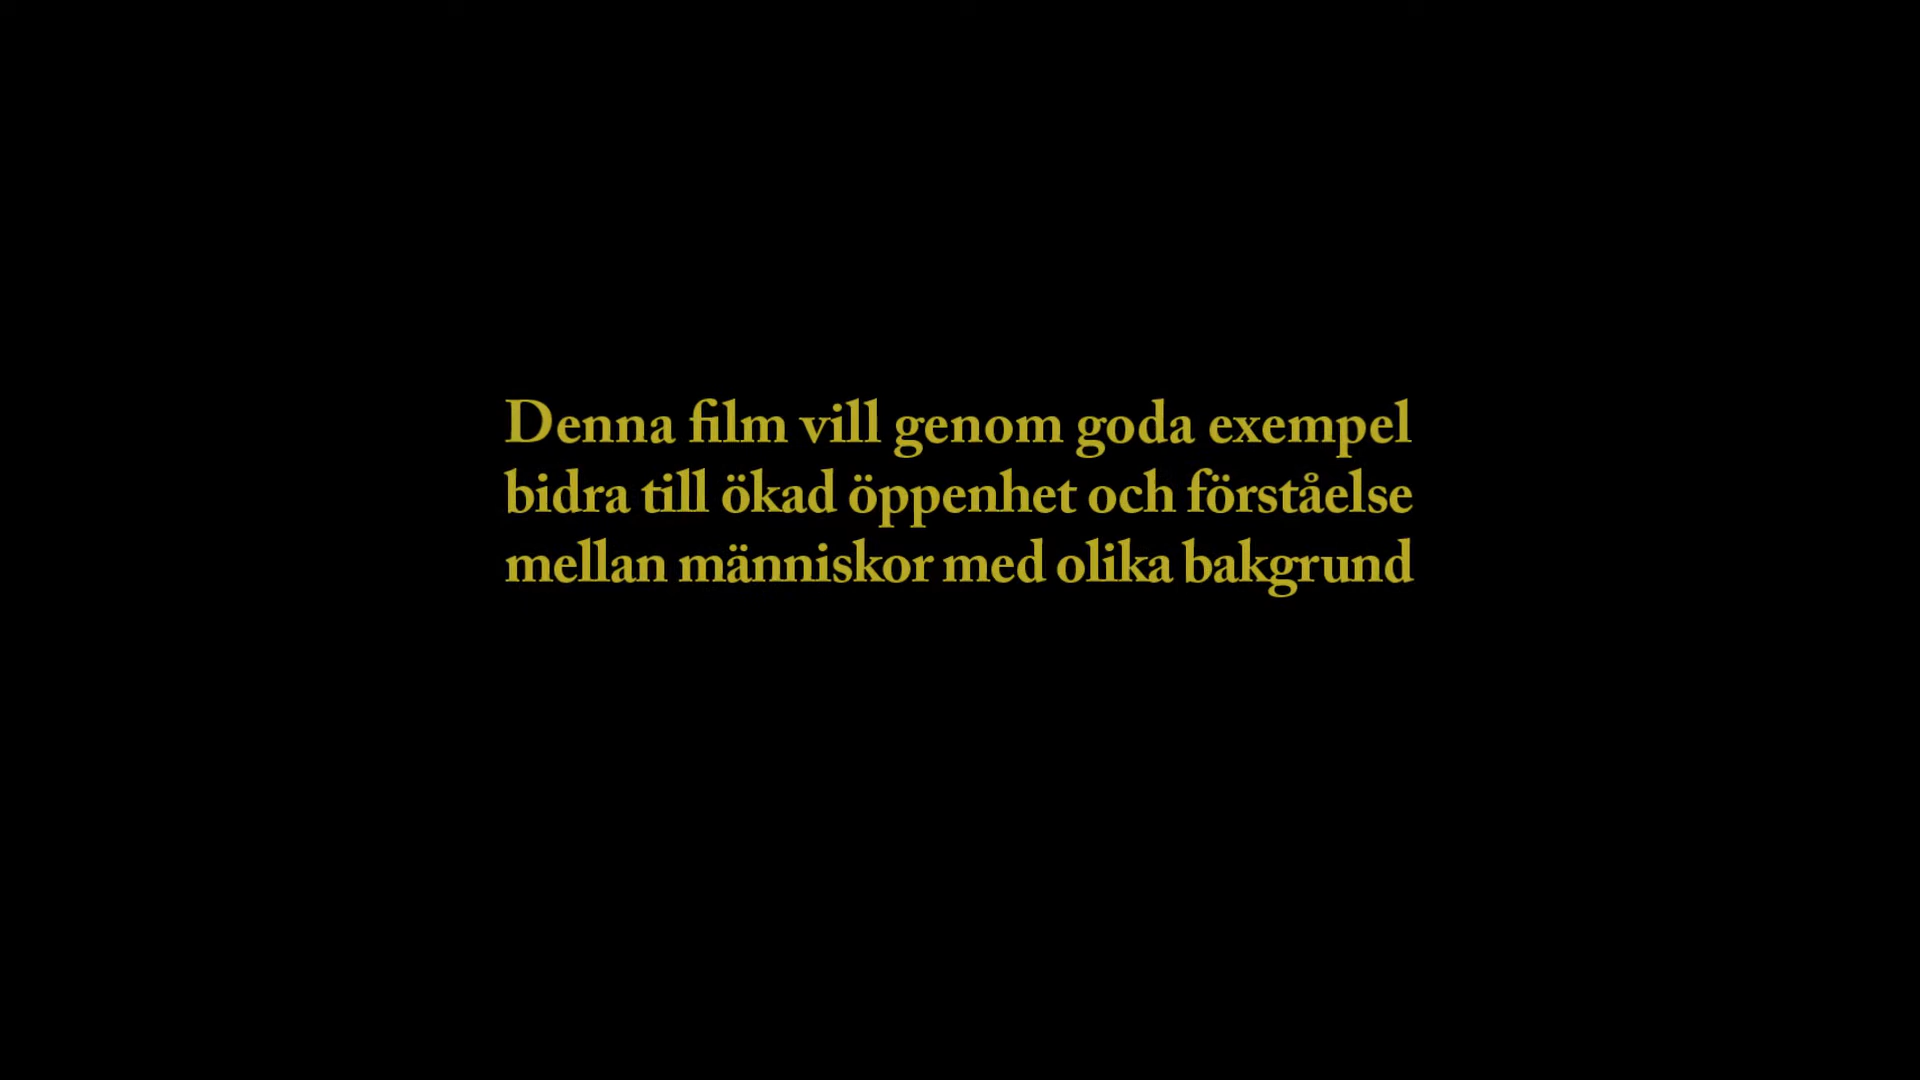 Denna film vill genom goda exempel
bidra till ökad öppenhet och förståelse
mellan människor med olika bakgrund